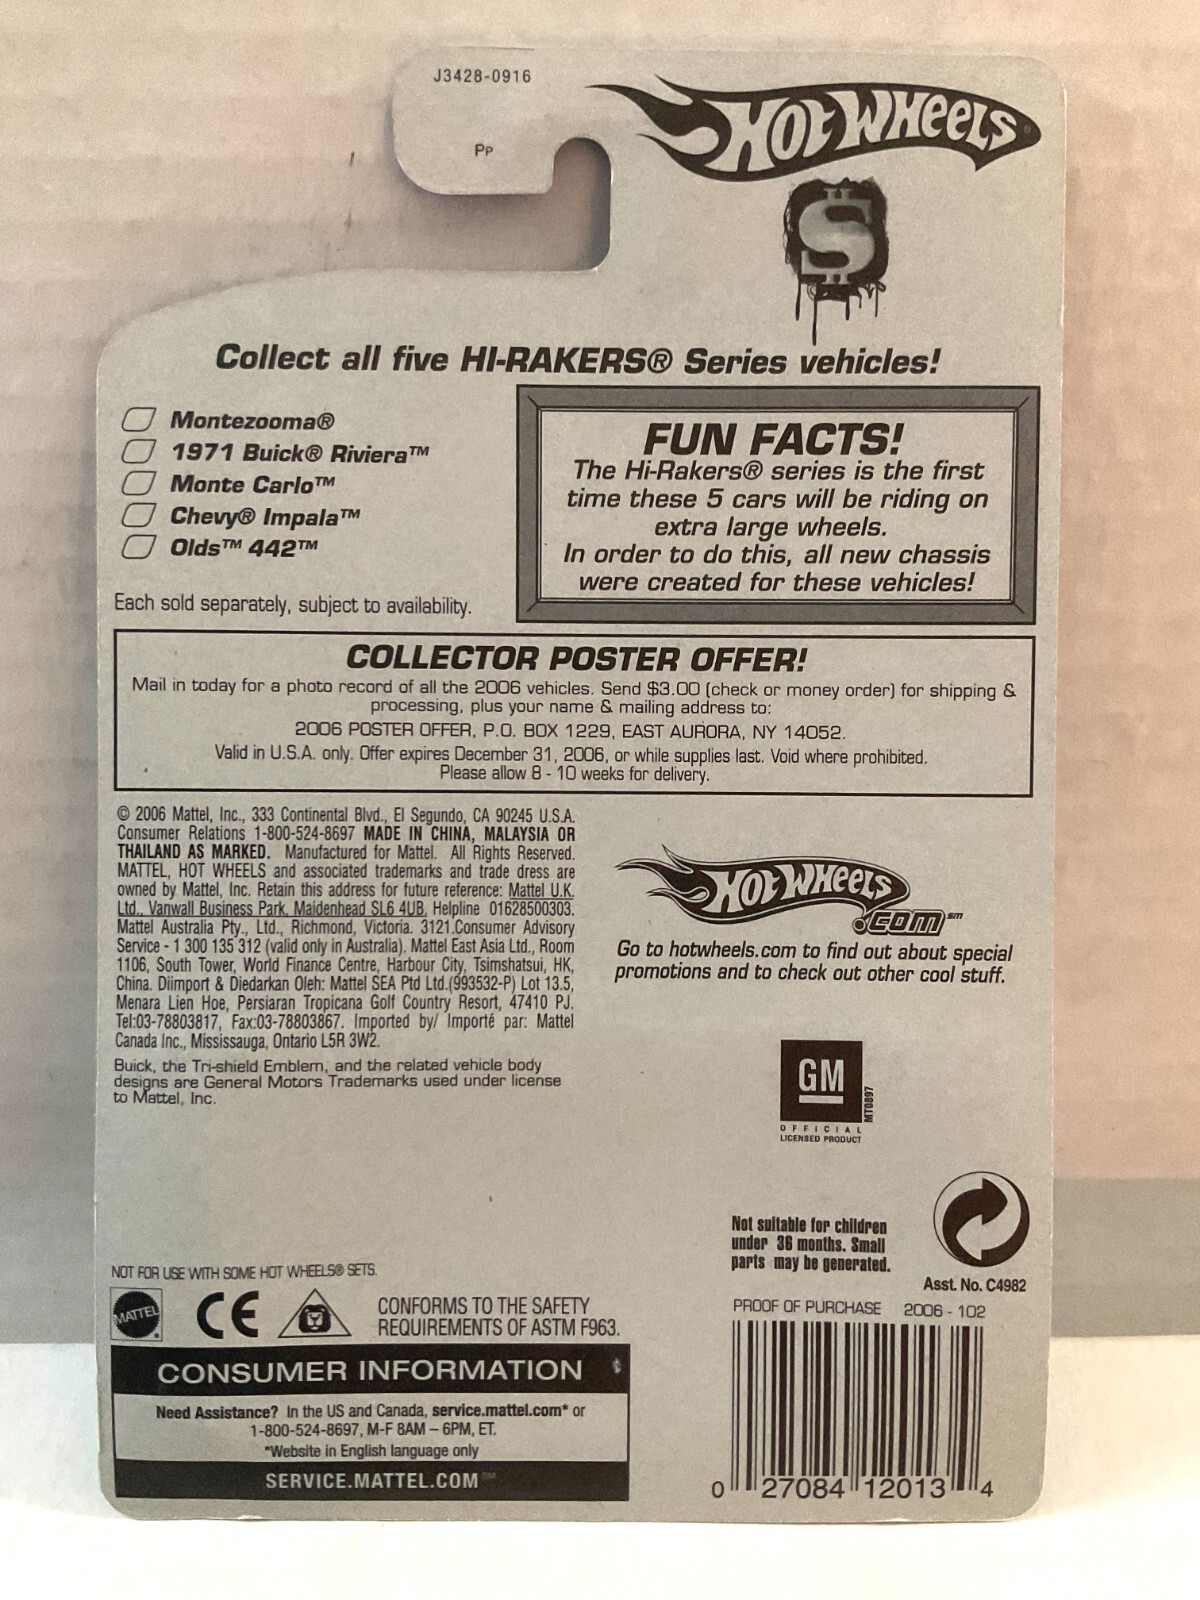 J3428-0916
PP
HOT WHEELS®
$
Collect all five HI-RAKERS® Series vehicles!
Montezooma®
1971 Buick® Riviera™
Monte Carlo™
Chevy® Impala™
Olds™ 442™
Each sold separately, subject to availability.
FUN FACTS!
The Hi-Rakers® series is the first
time these 5 cars will be riding on
extra large wheels.
In order to do this, all new chassis
were created for these vehicles!
COLLECTOR POSTER OFFER!
Mail in today for a photo record of all the 2006 vehicles. Send $3.00 (check or money order) for shipping &
processing, plus your name & mailing address to:
2006 POSTER OFFER, P.O. BOX 1229, EAST AURORA, NY 14052.
Valid in U.S.A. only. Offer expires December 31, 2006, or while supplies last. Void where prohibited.
Please allow 8 - 10 weeks for delivery.
© 2006 Mattel, Inc., 333 Continental Blvd., El Segundo, CA 90245 U.S.A.
Consumer Relations 1-800-524-8697 MADE IN CHINA, MALAYSIA OR
THAILAND AS MARKED. Manufactured for Mattel. All Rights Reserved.
MATTEL, HOT WHEELS and associated trademarks and trade dress are
owned by Mattel, Inc. Retain this address for future reference: Mattel U.K.
Ltd., Vanwall Business Park, Maidenhead SL6 4UB. Helpline 01628500303.
Mattel Australia Pty., Ltd., Richmond, Victoria. 3121.Consumer Advisory
Service - 1 300 135 312 (valid only in Australia). Mattel East Asia Ltd., Room
1106, South Tower, World Finance Centre, Harbour City, Tsimshatsui, HK,
China. Diimport & Diedarkan Oleh: Mattel SEA Ptd Ltd.(993532-P) Lot 13.5,
Menara Lien Hoe, Persiaran Tropicana Golf Country Resort, 47410 PJ.
Tel:03-78803817, Fax:03-78803867. Imported by/ Importé par: Mattel
Canada Inc., Mississauga, Ontario L5R 3W2.
Buick, the Tri-shield Emblem, and the related vehicle body
designs are General Motors Trademarks used under license
to Mattel, Inc.
HOT WHEELS
.COM℠
Go to hotwheels.com to find out about special
promotions and to check out other cool stuff.
GM
MT0897
OFFICIAL
LICENSED PRODUCT
Not suitable for children
under 36 months. Small
parts may be generated.
Asst. No. C4982
NOT FOR USE WITH SOME HOT WHEELS® SETS.
MATTEL
CE
CONFORMS TO THE SAFETY
REQUIREMENTS OF ASTM F963.
CONSUMER INFORMATION
Need Assistance? In the US and Canada, service.mattel.com* or
1-800-524-8697, M-F 8AM – 6PM, ET.
*Website in English language only
SERVICE.MATTEL.COM℠
PROOF OF PURCHASE 2006 - 102
0 27084 12013 4